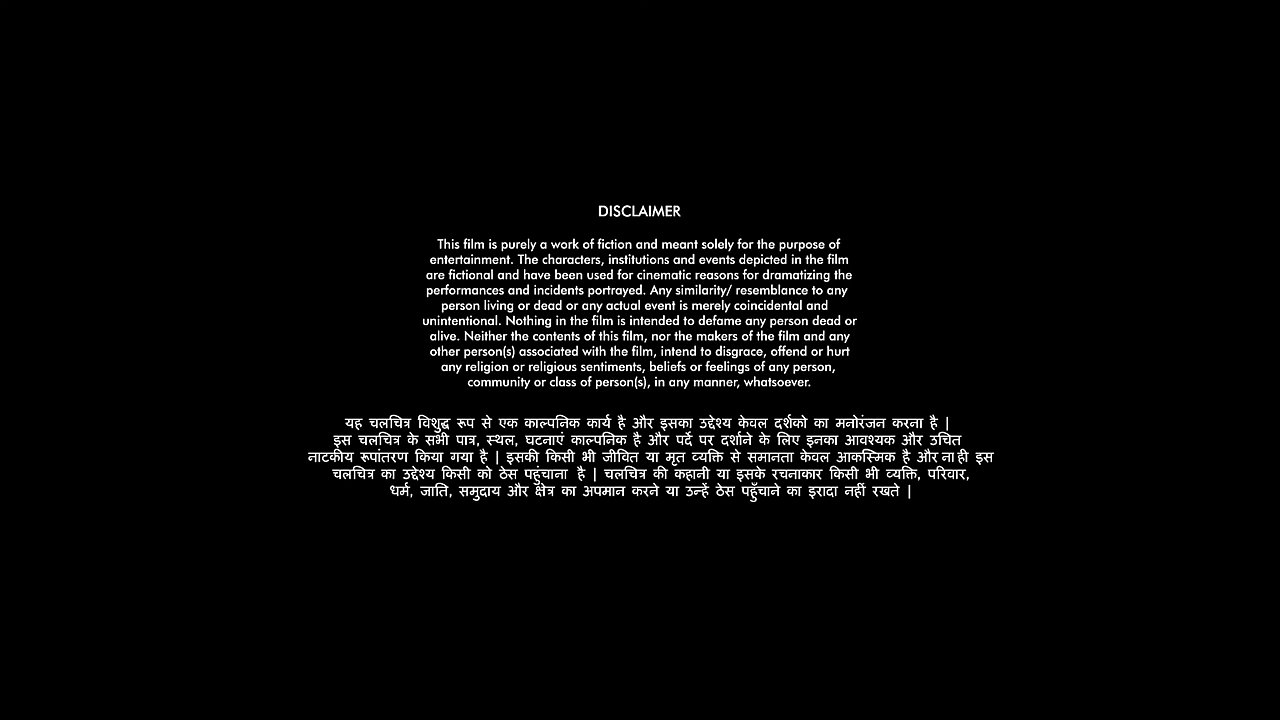 DISCLAIMER
This film is purely a work of fiction and meant solely for the purpose of
entertainment. The characters, institutions and events depicted in the film
are fictional and have been used for cinematic reasons for dramatizing the
performances and incidents portrayed. Any similarity/ resemblance to any
person living or dead or any actual event is merely coincidental and
unintentional. Nothing in the film is intended to defame any person dead or
alive. Neither the contents of this film, nor the makers of the film and any
other person(s) associated with the film, intend to disgrace, offend or hurt
any religion or religious sentiments, beliefs or feelings of any person,
community or class of person(s), in any manner, whatsoever.
यह चलचित्र विशुद्ध रूप से एक काल्पनिक कार्य है और इसका उद्देश्य केवल दर्शको का मनोरंजन करना है |
इस चलचित्र के सभी पात्र, स्थल, घटनाएं काल्पनिक है और पर्दे पर दर्शाने के लिए इनका आवश्यक और उचित
नाटकीय रूपांतरण किया गया है | इसकी किसी भी जीवित या मृत व्यक्ति से समानता केवल आकस्मिक है और ना ही इस
चलचित्र का उद्देश्य किसी को ठेस पहुंचाना है | चलचित्र की कहानी या इसके रचनाकार किसी भी व्यक्ति, परिवार,
धर्म, जाति, समुदाय और क्षेत्र का अपमान करने या उन्हें ठेस पहुँचाने का इरादा नहीं रखते |